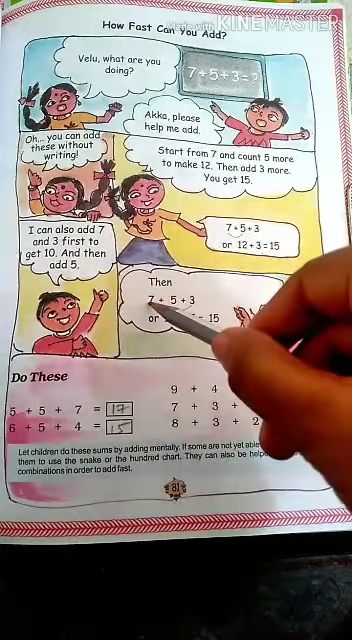 How Fast Can You Add?
Made with KINEMASTER
Velu, what are you
doing?
7+5+3=?
Akka, please
help me add.
Oh... you can add
these without
writing!
Start from 7 and count 5 more
to make 12. Then add 3 more.
You get 15.
7+5+3
or 12+3=15
I can also add 7
and 3 first to
get 10. And then
add 5.
Then
7 + 5 + 3
or = 15
Do These
5 + 5 + 7 = 17
6 + 5 + 4 = 15
9 + 4
7 + 3 +
8 + 3 + 2
Let children do these sums by adding mentally. If some are not yet able
them to use the snake or the hundred chart. They can also be
combinations in order to add fast.
81